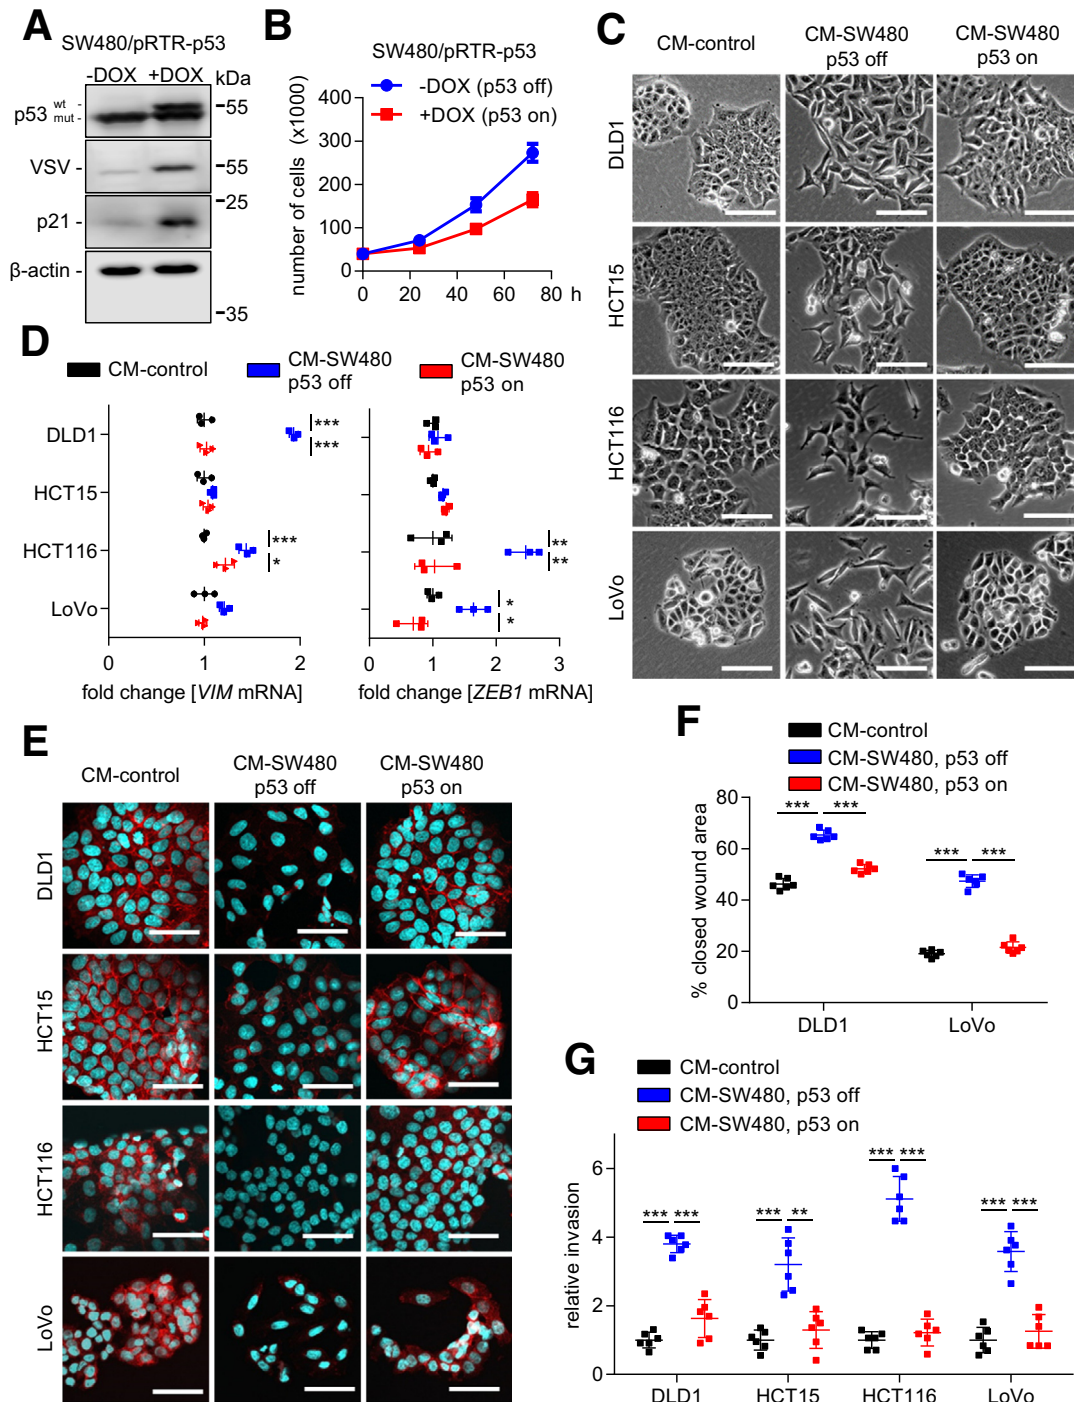 A
SW480/pRTR-p53
-DOX +DOX kDa
p53 wt - mut -
-55
VSV -
-55
-25
p21 -
β-actin -
-35
B
SW480/pRTR-p53
-DOX (p53 off)
+DOX (p53 on)
number of cells (x1000)
400
300
200
100
0
0 20 40 60 80 h
C
CM-control
CM-SW480 p53 off
CM-SW480 p53 on
DLD1
HCT15
HCT116
LoVo
D
CM-control
CM-SW480 p53 off
CM-SW480 p53 on
DLD1
***
***
HCT15
HCT116
***
*
**
**
LoVo
*
*
0 1 2
fold change [VIM mRNA]
0 1 2 3
fold change [ZEB1 mRNA]
E
CM-control
CM-SW480 p53 off
CM-SW480 p53 on
DLD1
HCT15
HCT116
LoVo
F
CM-control
CM-SW480, p53 off
CM-SW480, p53 on
% closed wound area
80
60
40
20
0
*** ***
*** ***
DLD1 LoVo
G
CM-control
CM-SW480, p53 off
CM-SW480, p53 on
relative invasion
6
4
2
0
*** ***
*** **
*** ***
*** ***
DLD1 HCT15 HCT116 LoVo